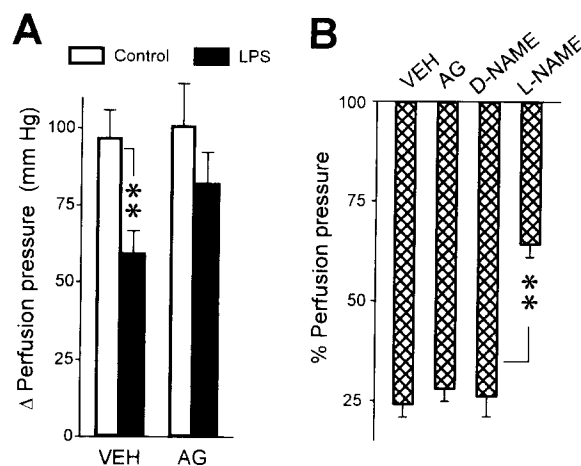 A
Control
LPS
Δ Perfusion pressure (mm Hg)
100
75
50
25
0
**
VEH
AG
B
VEH
AG
D-NAME
L-NAME
% Perfusion pressure
100
75
50
25
**